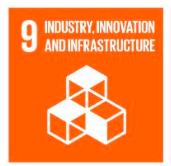 9 INDUSTRY, INNOVATION
AND INFRASTRUCTURE